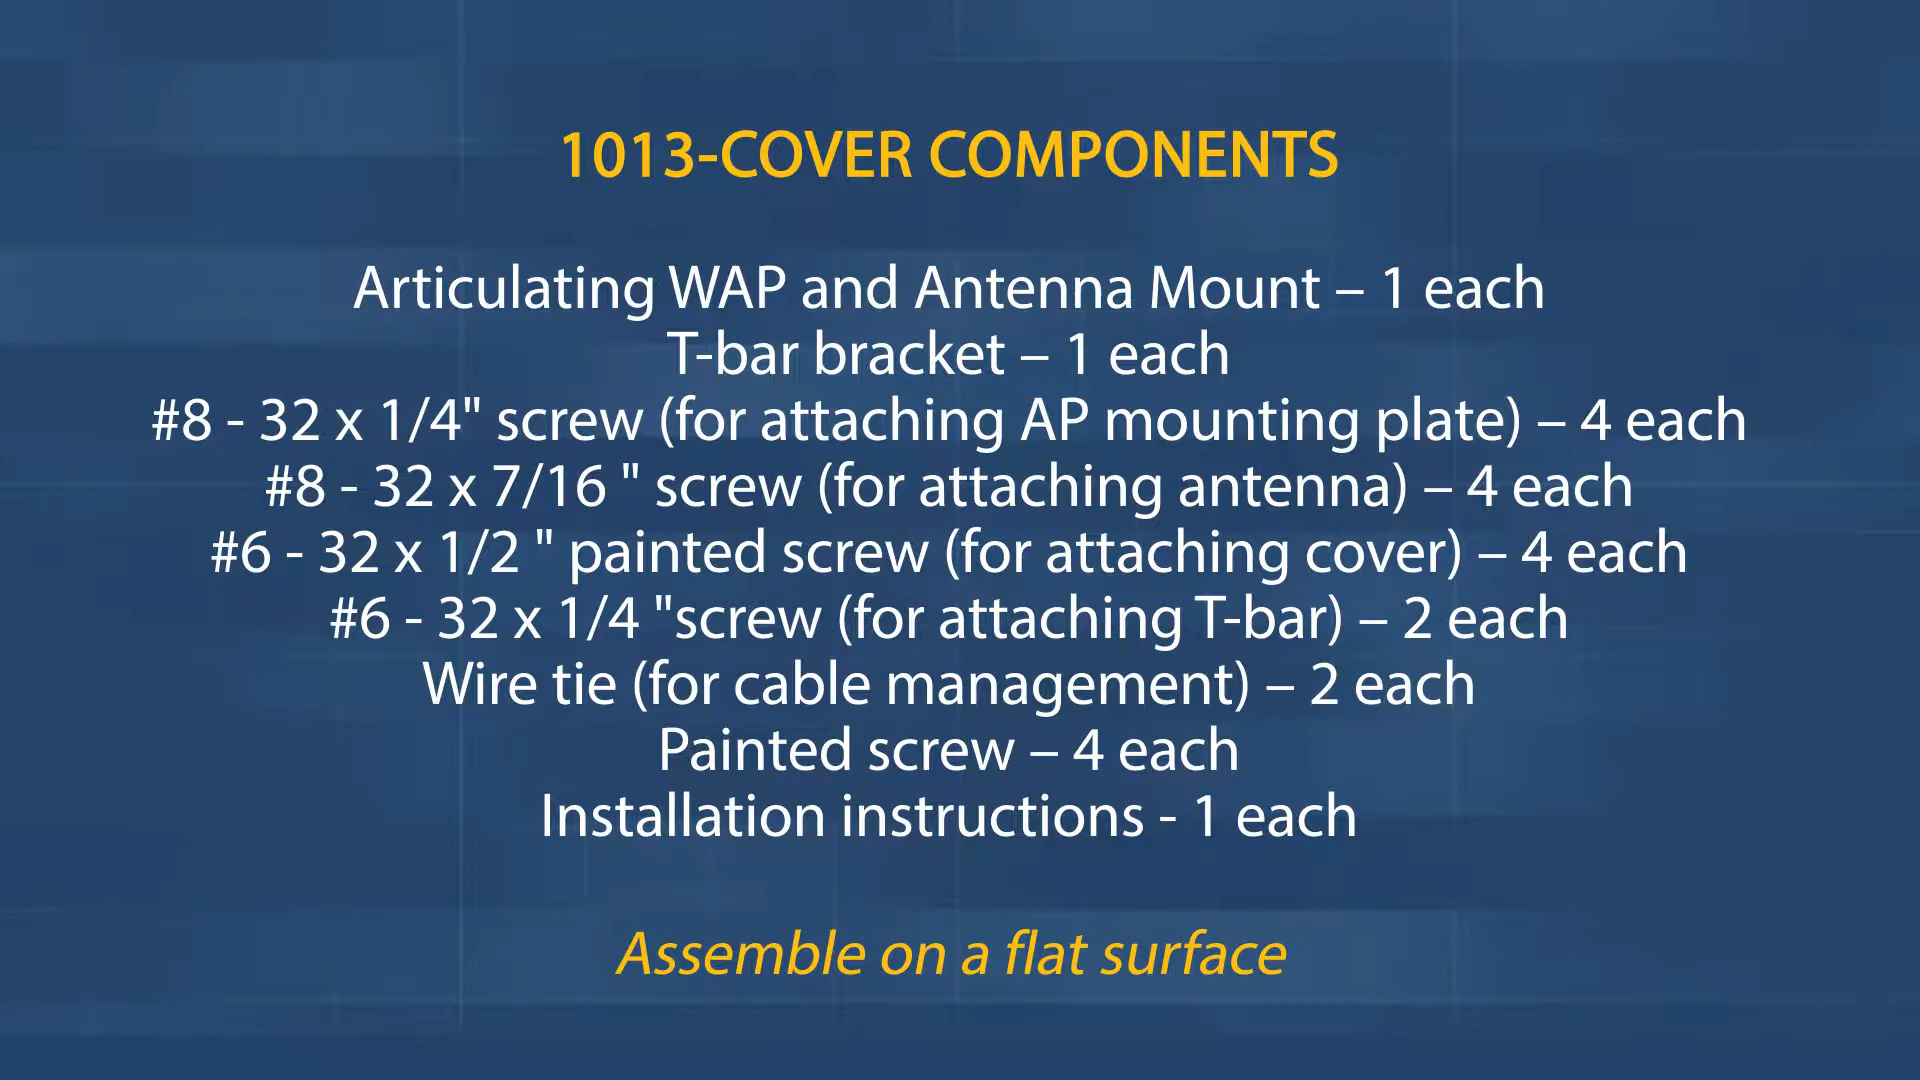 1013-COVER COMPONENTS
Articulating WAP and Antenna Mount – 1 each
T-bar bracket – 1 each
#8 - 32 x 1/4" screw (for attaching AP mounting plate) – 4 each
#8 - 32 x 7/16 " screw (for attaching antenna) – 4 each
#6 - 32 x 1/2 " painted screw (for attaching cover) – 4 each
#6 - 32 x 1/4 "screw (for attaching T-bar) – 2 each
Wire tie (for cable management) – 2 each
Painted screw – 4 each
Installation instructions - 1 each
Assemble on a flat surface